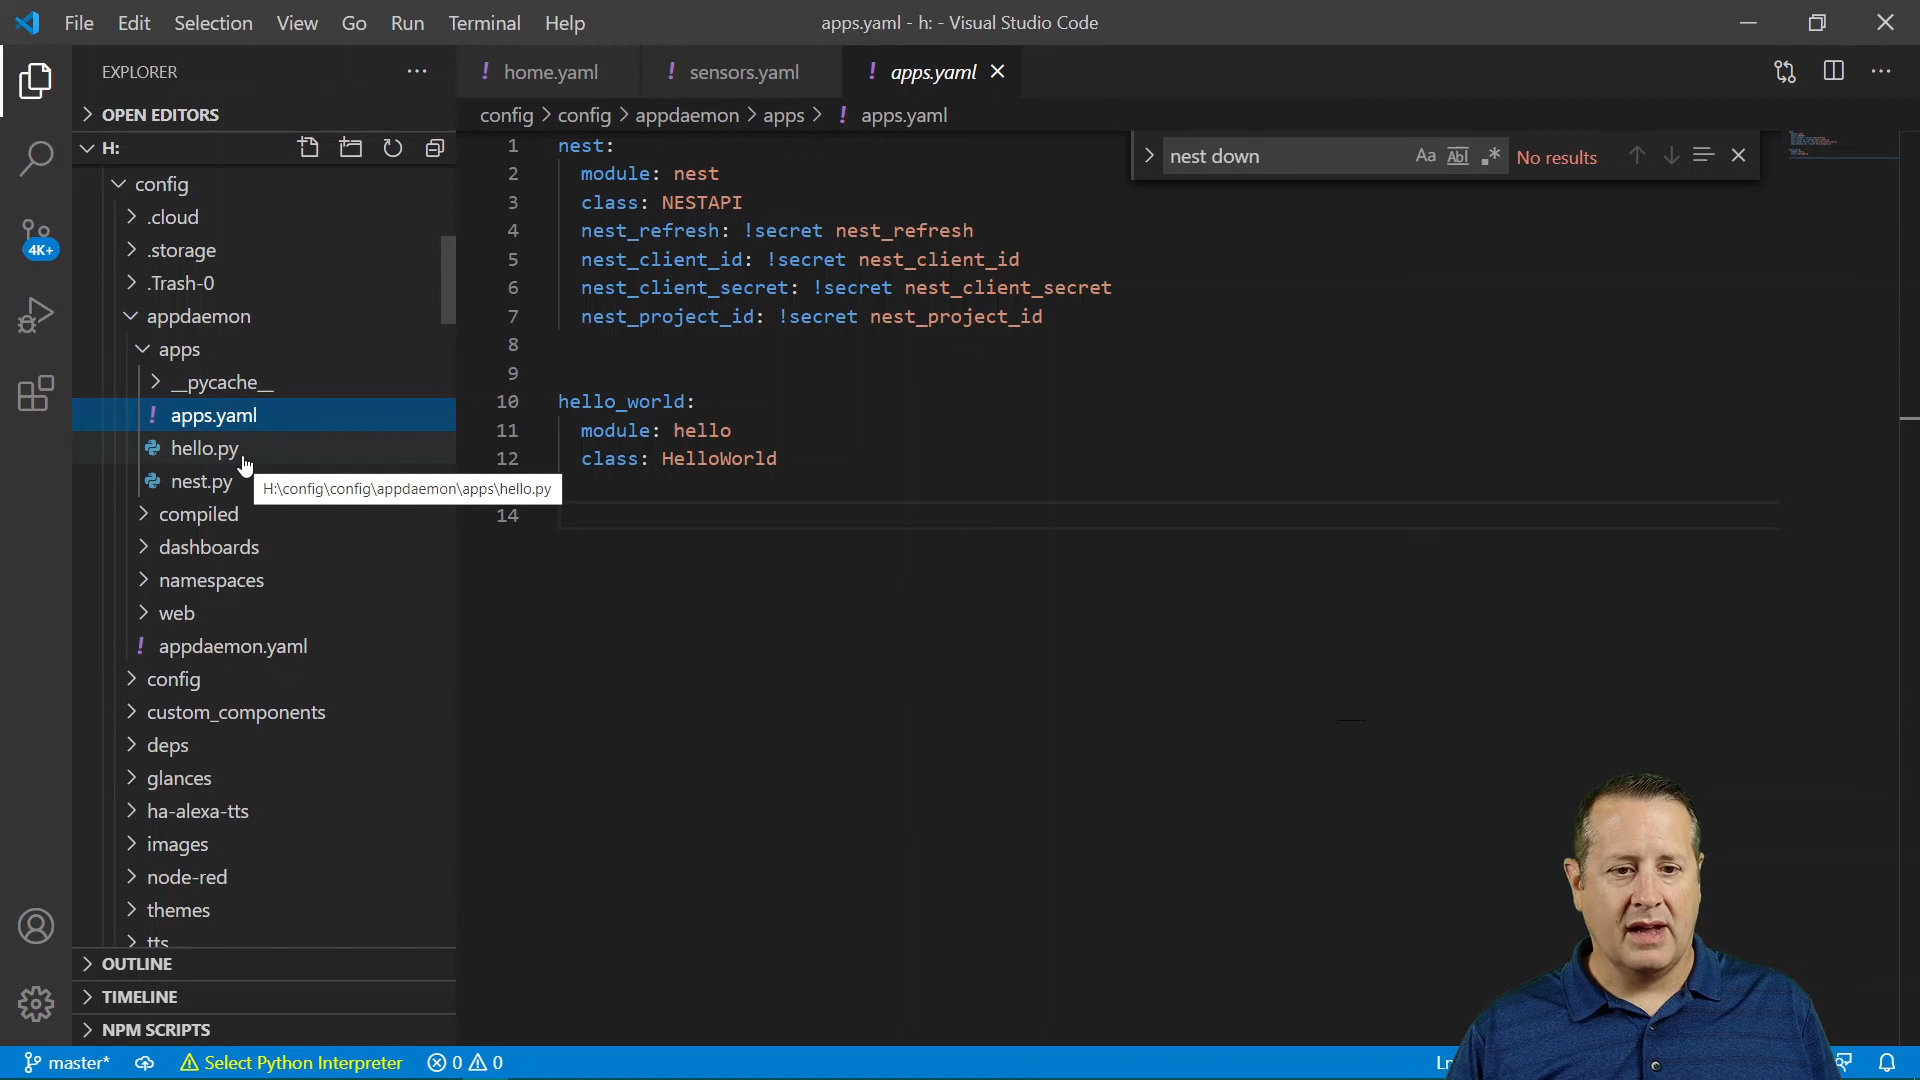 File Edit Selection View Go Run Terminal Help
apps.yaml - h: - Visual Studio Code
EXPLORER
! home.yaml
! sensors.yaml
! apps.yaml
OPEN EDITORS
config > config > appdaemon > apps > ! apps.yaml
H:
nest down
Aa Abl .*
No results
config
.cloud
.storage
.Trash-0
appdaemon
apps
__pycache__
! apps.yaml
hello.py
nest.py
compiled
dashboards
namespaces
web
! appdaemon.yaml
config
custom_components
deps
glances
ha-alexa-tts
images
node-red
themes
tts
4K+
H:\config\config\appdaemon\apps\hello.py
1 nest:
2 module: nest
3 class: NESTAPI
4 nest_refresh: !secret nest_refresh
5 nest_client_id: !secret nest_client_id
6 nest_client_secret: !secret nest_client_secret
7 nest_project_id: !secret nest_project_id
8
9
10 hello_world:
11 module: hello
12 class: HelloWorld
14
OUTLINE
TIMELINE
NPM SCRIPTS
master*
Select Python Interpreter
0 0